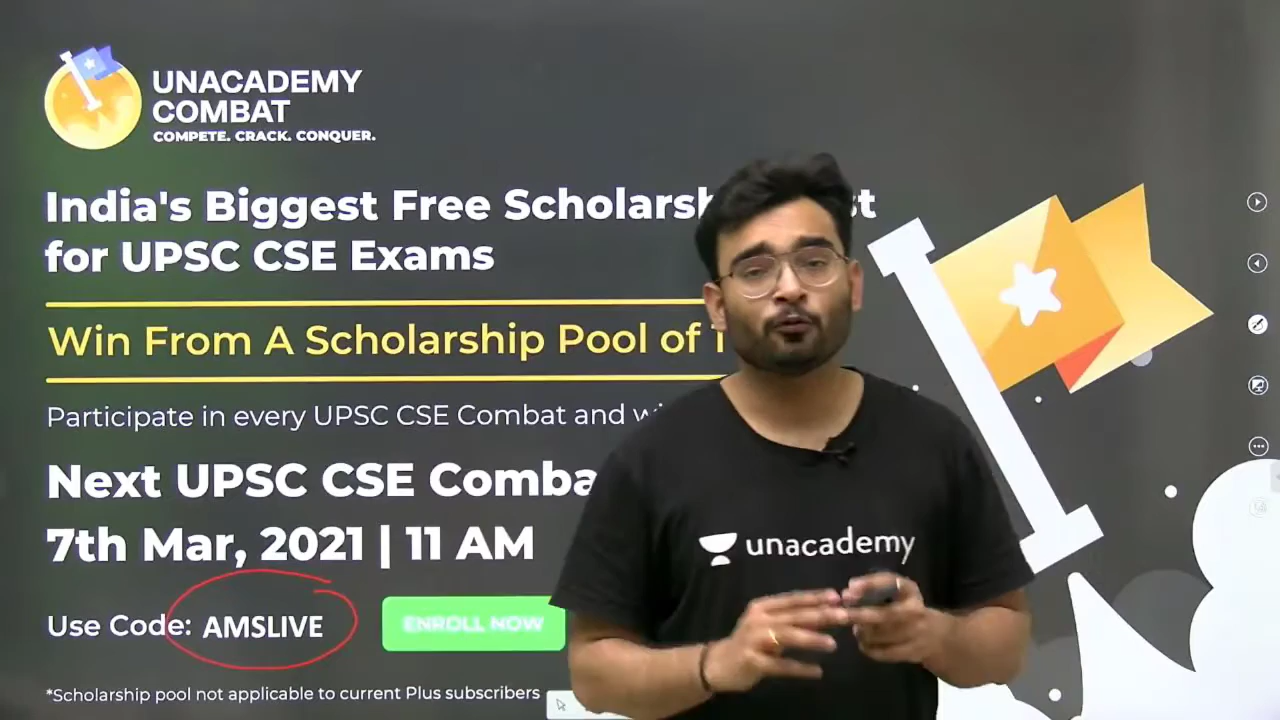 UNACADEMY
COMBAT
COMPETE. CRACK. CONQUER.
India's Biggest Free
for UPSC CSE Exams
Win From A Scholarship Pool of
Participate in every UPSC CSE Combat and
Next UPSC CSE
7th Mar, 2021 | 11 AM
Use Code: AMSLIVE
ENROLL NOW
*Scholarship pool not applicable to current Plus subscribers
unacademy